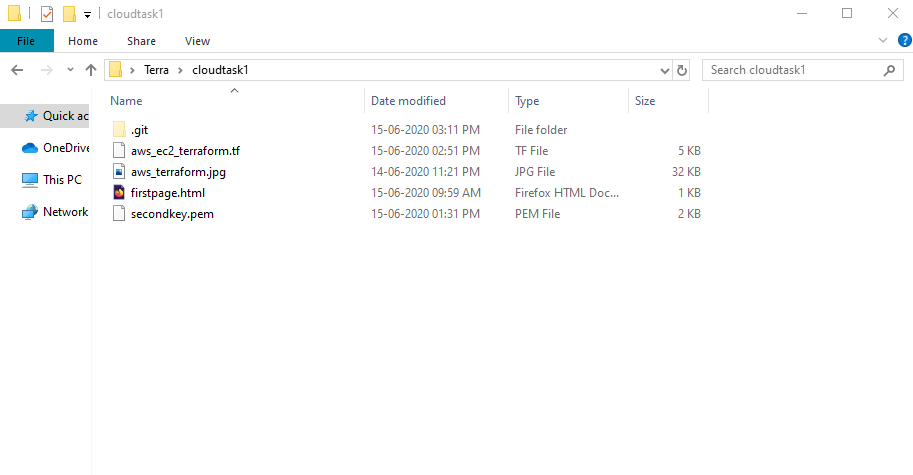 cloudtask1
File Home Share View
Terra cloudtask1 Search cloudtask1
Name Date modified Type Size
Quick ac
OneDrive
This PC
Network
.git 15-06-2020 03:11 PM File folder
aws_ec2_terraform.tf 15-06-2020 02:51 PM TF File 5 KB
aws_terraform.jpg 14-06-2020 11:21 PM JPG File 32 KB
firstpage.html 15-06-2020 09:59 AM Firefox HTML Doc... 1 KB
secondkey.pem 15-06-2020 01:31 PM PEM File 2 KB